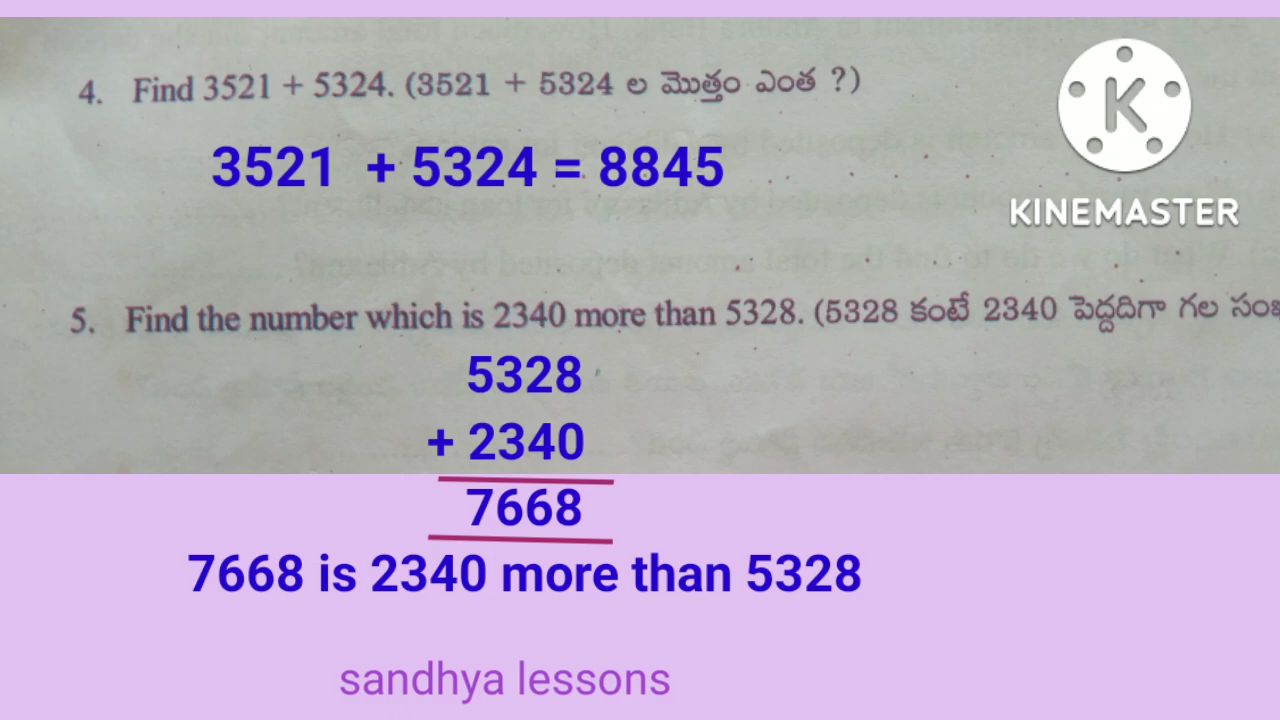 4. Find 3521 + 5324. (3521 + 5324 ల మొత్తం ఎంత ?)
3521 + 5324 = 8845
K
KINEMASTER
5. Find the number which is 2340 more than 5328. (5328 కంటే 2340 పెద్దదిగా గల
5328
+ 2340
7668
7668 is 2340 more than 5328
sandhya lessons